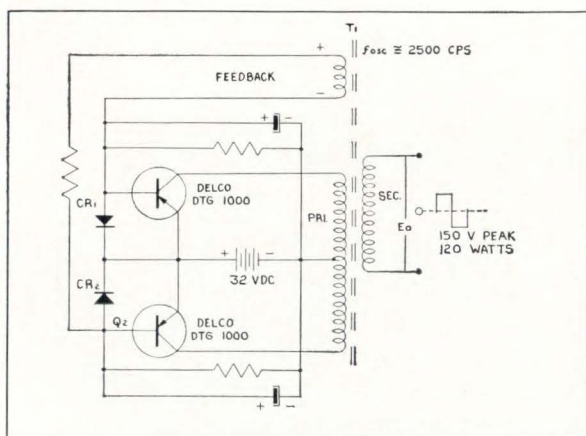 T1
fosc ≅ 2500 CPS
+
FEEDBACK
-
+ -
DELCO
DTG 1000
CR1
PRI.
SEC.
Eo
150 V PEAK
120 WATTS
+ -
32 VDC
CR2
Q2
DELCO
DTG 1000
+ -